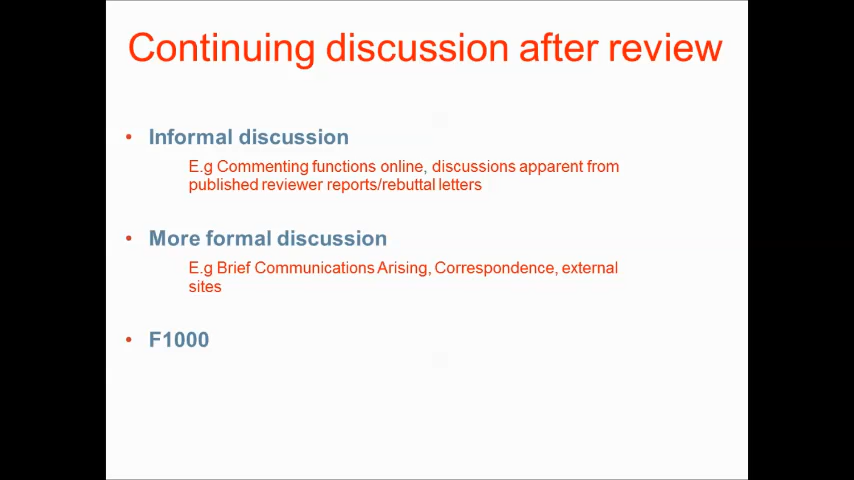 Continuing discussion after review
• Informal discussion
E.g Commenting functions online, discussions apparent from
published reviewer reports/rebuttal letters
• More formal discussion
E.g Brief Communications Arising, Correspondence, external
sites
• F1000